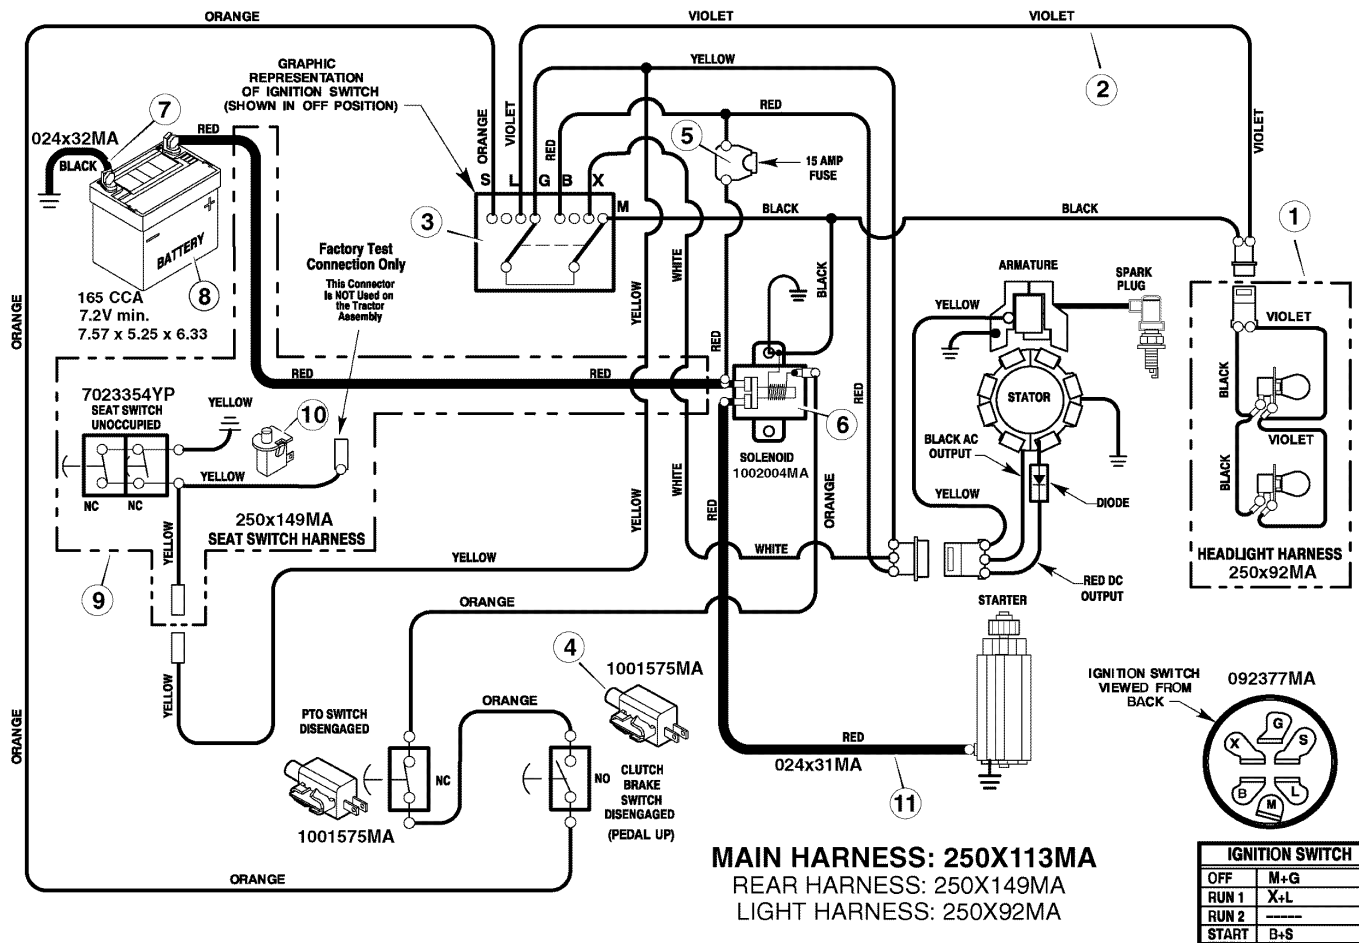 ORANGE
VIOLET
VIOLET
GRAPHIC
REPRESENTATION
OF IGNITION SWITCH
(SHOWN IN OFF POSITION)
YELLOW
2
7
RED
024x32MA
BLACK
RED
ORANGE
VIOLET
RED
5
15 AMP
FUSE
VIOLET
S L G B X
M
BLACK
BLACK
3
1
+
-
BATTERY
8
Factory Test
Connection Only
This Connector
Is NOT Used on
the Tractor
Assembly
165 CCA
7.2V min.
7.57 x 5.25 x 6.33
ORANGE
YELLOW
WHITE
RED
BLACK
YELLOW
ARMATURE
SPARK
PLUG
VIOLET
BLACK
RED
RED
RED
STATOR
7023354YP
SEAT SWITCH
UNOCCUPIED
YELLOW
10
6
SOLENOID
1002004MA
BLACK AC
OUTPUT
VIOLET
BLACK
YELLOW
NC
NC
YELLOW
250x149MA
SEAT SWITCH HARNESS
YELLOW
WHITE
RED
ORANGE
YELLOW
DIODE
YELLOW
WHITE
HEADLIGHT HARNESS
250x92MA
9
ORANGE
RED DC
OUTPUT
STARTER
4
1001575MA
YELLOW
ORANGE
PTO SWITCH
DISENGAGED
ORANGE
NC
NO
CLUTCH
BRAKE
SWITCH
DISENGAGED
(PEDAL UP)
1001575MA
RED
024x31MA
11
IGNITION SWITCH
VIEWED FROM
BACK
092377MA
G
X
S
B
L
M
ORANGE
MAIN HARNESS: 250X113MA
REAR HARNESS: 250X149MA
LIGHT HARNESS: 250X92MA
IGNITION SWITCH
OFF M+G
RUN 1 X+L
RUN 2 -----
START B+S